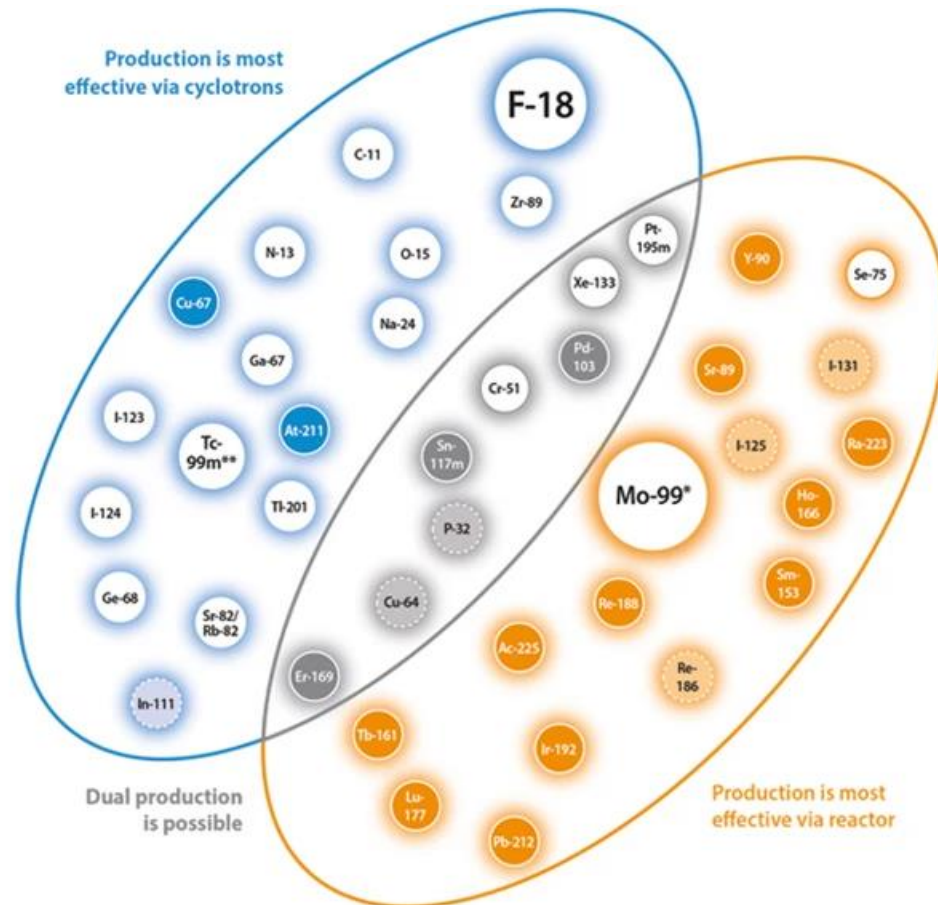 Production is most
effective via cyclotrons
F-18
C-11
Zr-89
Pt-
195m
N-13
O-15
Y-90
Se-75
Xe-133
Cu-67
Na-24
Ga-67
Pd-
103
Cr-51
Sr-89
I-131
I-123
At-211
Tc-
99m**
Sn-
117m
I-125
Ra-223
Mo-99*
I-124
Tl-201
Ho-
166
P-32
Sm-
153
Ge-68
Sr-82/
Rb-82
Cu-64
Re-188
Ac-225
Re-
186
In-111
Er-169
Tb-161
Ir-192
Dual production
is possible
Lu-
177
Pb-212
Production is most
effective via reactor